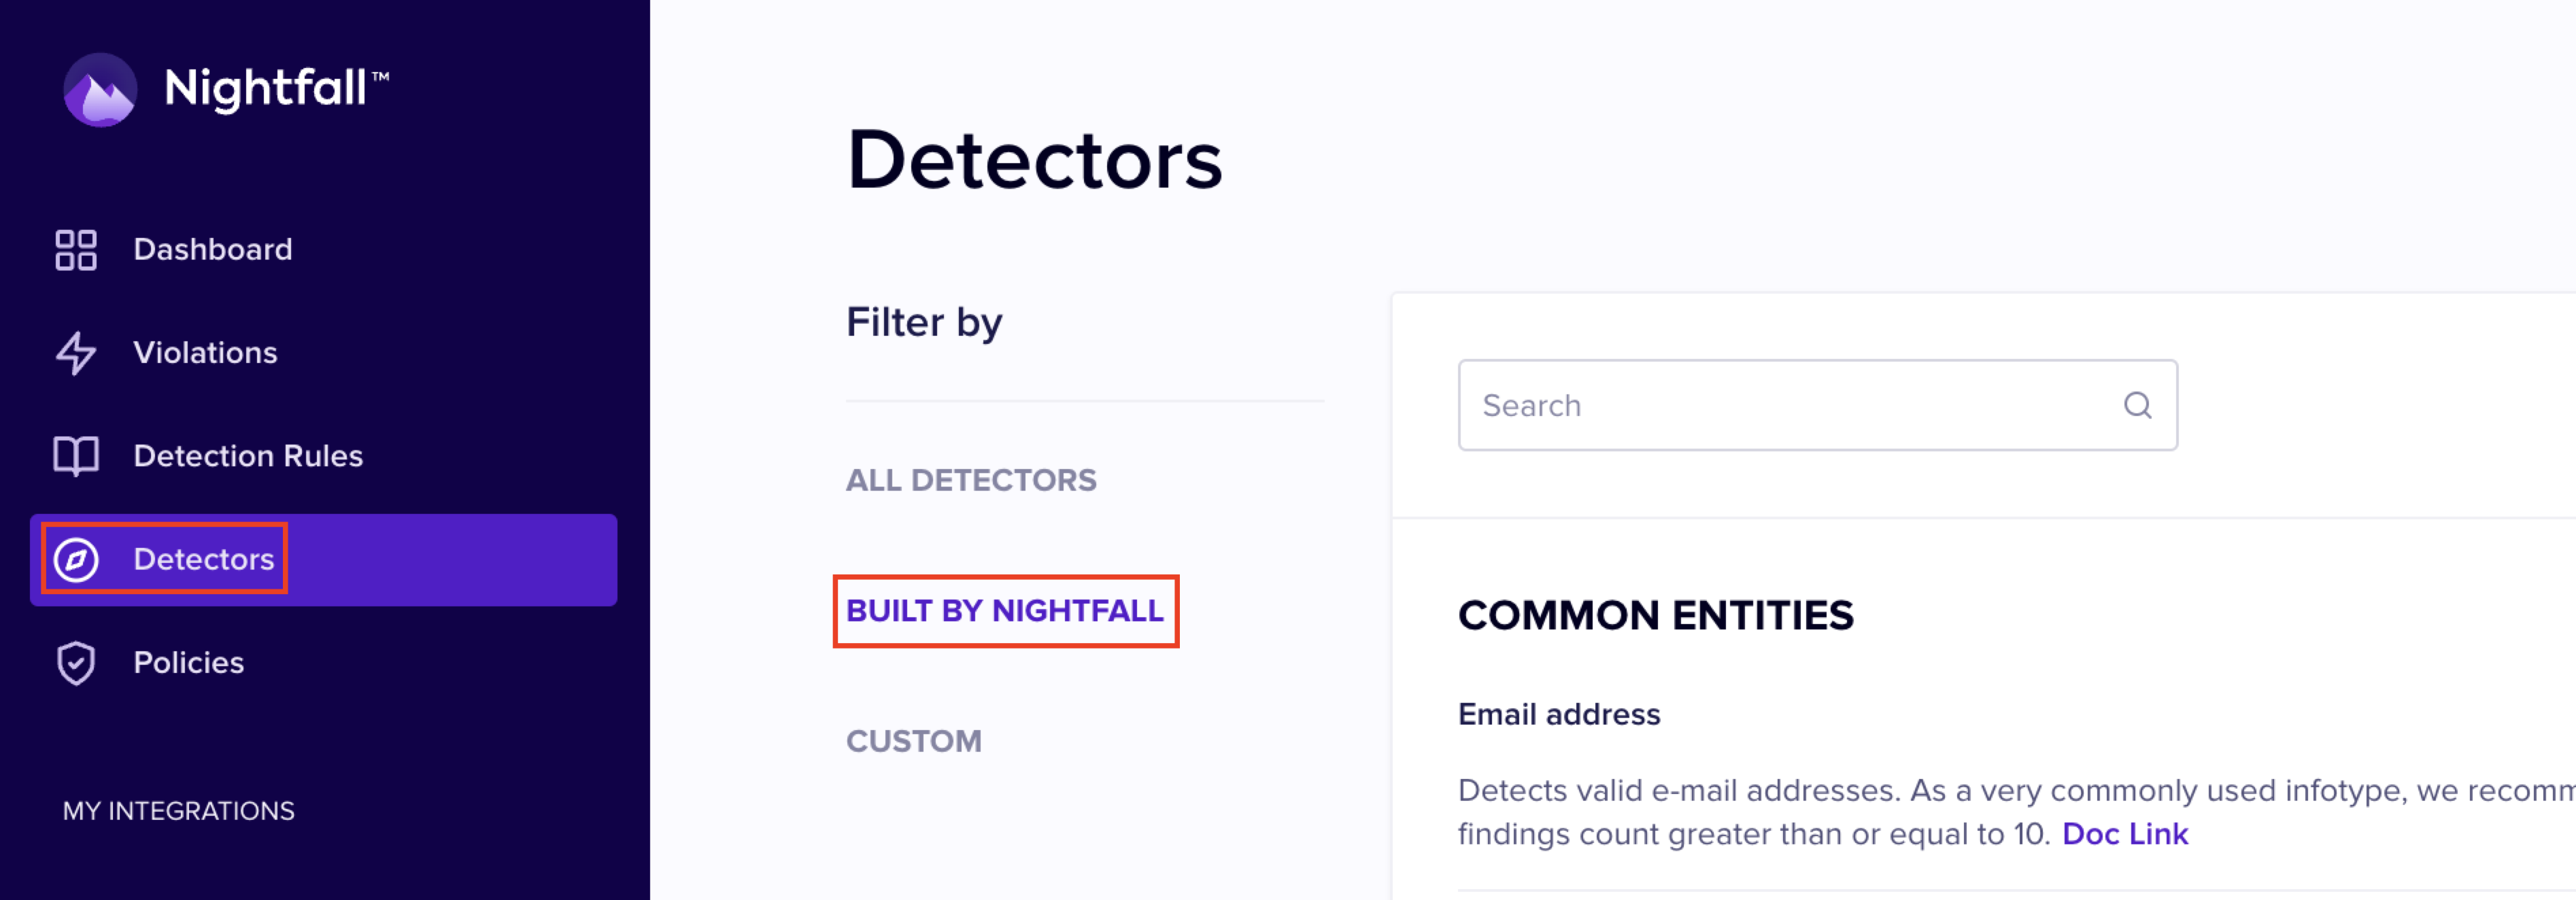 Nightfall™
Dashboard
Violations
Detection Rules
Detectors
Policies
MY INTEGRATIONS
Detectors
Filter by
ALL DETECTORS
BUILT BY NIGHTFALL
CUSTOM
Search
COMMON ENTITIES
Email address
Detects valid e-mail addresses. As a very commonly used infotype, we
findings count greater than or equal to 10. Doc Link